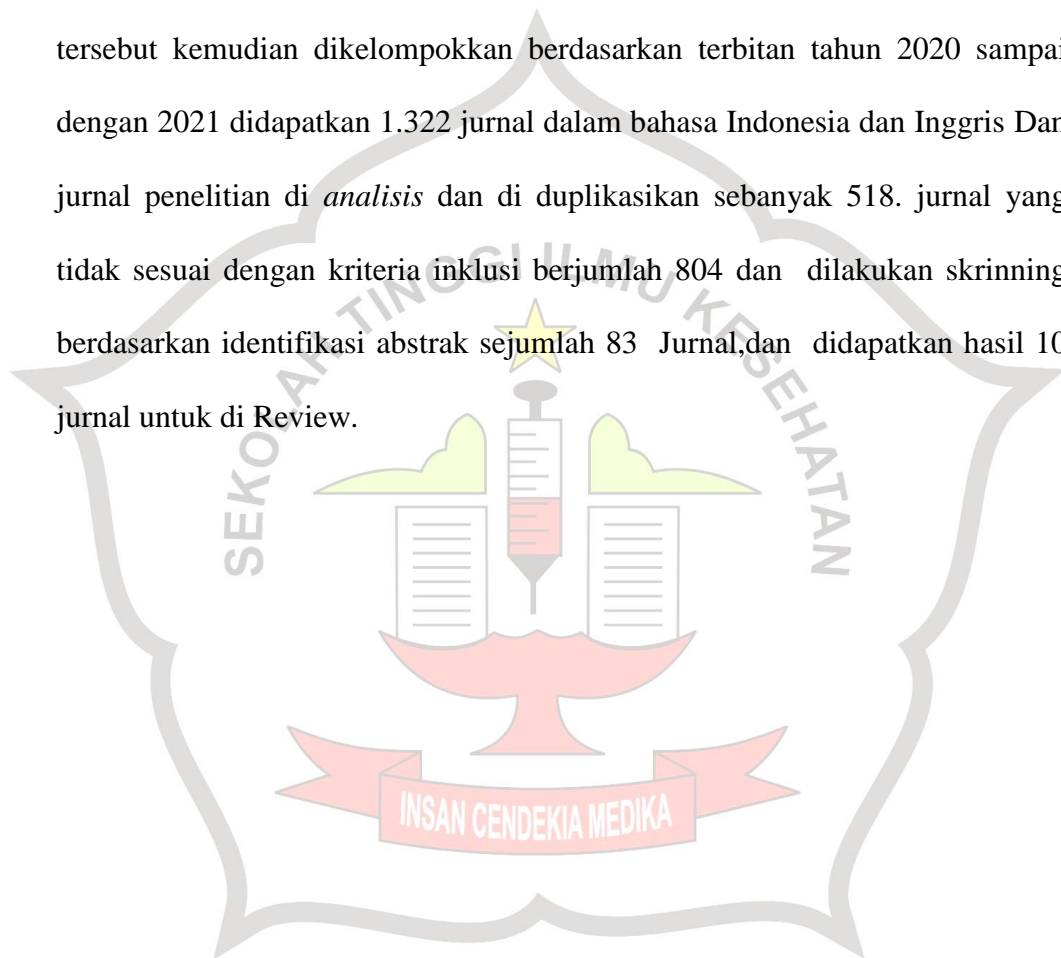 tersebut kemudian dikelompokkan berdasarkan terbitan tahun 2020 sampai
dengan 2021 didapatkan 1.322 jurnal dalam bahasa Indonesia dan Inggris Dan
jurnal penelitian di analisis dan di duplikasikan sebanyak 518. jurnal yang
tidak sesuai dengan kriteria inklusi berjumlah 804 dan dilakukan skrinning
berdasarkan identifikasi abstrak sejumlah 83 Jurnal,dan didapatkan hasil 10
jurnal untuk di Review.
SEKOLAH TINGGI ILMU KESEHATAN
INSAN CENDEKIA MEDIKA